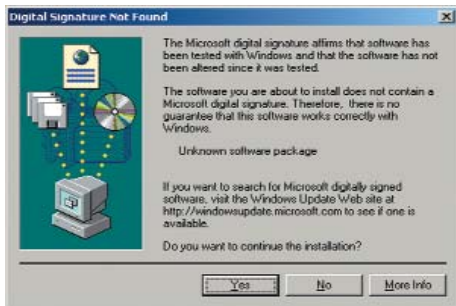 Digital Signature Not Found
The Microsoft digital signature affirms that software has
been tested with Windows and that the software has not
been altered since it was tested.
The software you are about to install does not contain a
Microsoft digital signature. Therefore, there is no
guarantee that this software works correctly with
Windows.
Unknown software package
If you want to search for Microsoft digitally signed
software, visit the Windows Update Web site at
http://windowsupdate.microsoft.com to see if one is
available.
Do you want to continue the installation?
Yes No More Info